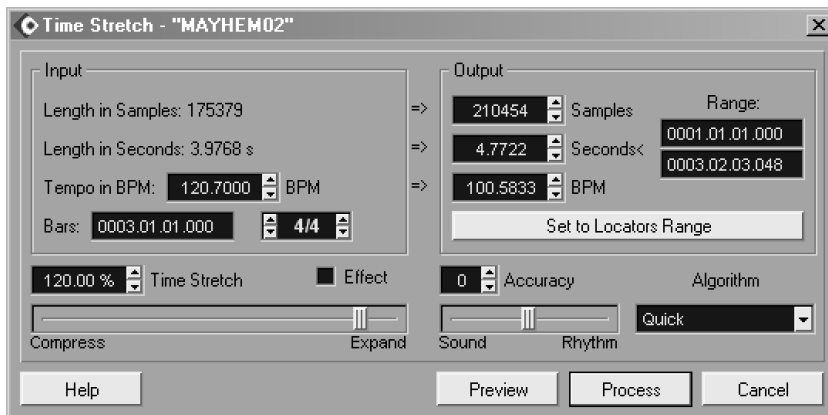 Time Stretch - "MAYHEM02"
Input
Length in Samples: 175379
Length in Seconds: 3.9768 s
Tempo in BPM: 120.7000 BPM
Bars: 0003.01.01.000 4/4
=>
=>
=>
Output
210454 Samples
4.7722 Seconds<
100.5833 BPM
Range:
0001.01.01.000
0003.02.03.048
Set to Locators Range
120.00 % Time Stretch
Effect
Compress Expand
0 Accuracy
Sound Rhythm
Algorithm
Quick
Help Preview Process Cancel